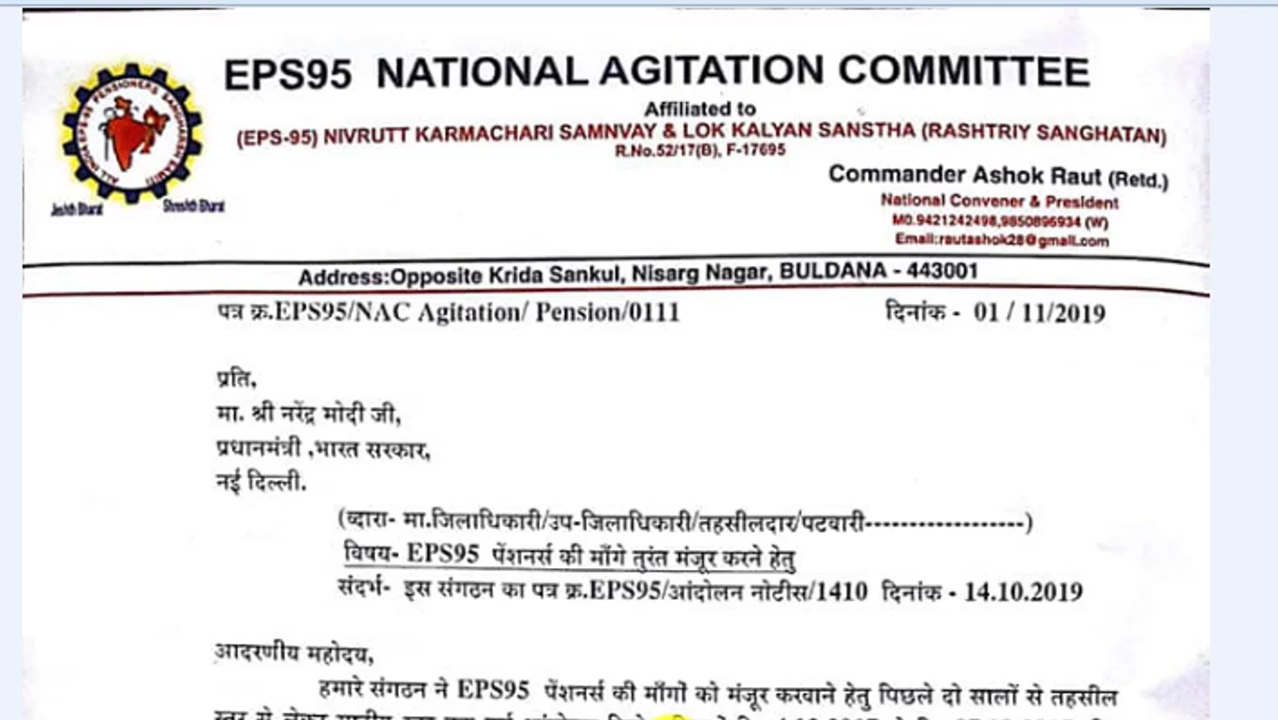 EPS95 NATIONAL AGITATION COMMITTEE
Affiliated to
(EPS-95) NIVRUTT KARMACHARI SAMNVAY & LOK KALYAN SANSTHA (RASHTRIY SANGHATAN)
R.No.52/17(B), F-17695
Commander Ashok Raut (Retd.)
National Convener & President
M0.9421242498,9850896934 (W)
Email:rautashok28@gmail.com
Jeshth Bharat Shreshth Bharat
Address:Opposite Krida Sankul, Nisarg Nagar, BULDANA - 443001
पत्र क्र.EPS95/NAC Agitation/ Pension/0111 दिनांक - 01 / 11/2019
प्रति,
मा. श्री नरेंद्र मोदी जी,
प्रधानमंत्री ,भारत सरकार,
नई दिल्ली.
(व्दारा- मा.जिलाधिकारी/उप-जिलाधिकारी/तहसीलदार/पटवारी------------------)
विषय- EPS95 पेंशनर्स की माँगे तुरंत मंजूर करने हेतु
संदर्भ- इस संगठन का पत्र क्र.EPS95/आंदोलन नोटीस/1410 दिनांक - 14.10.2019
आदरणीय महोदय,
हमारे संगठन ने EPS95 पेंशनर्स की माँगों को मंजूर करवाने हेतु पिछले दो सालों से तहसील